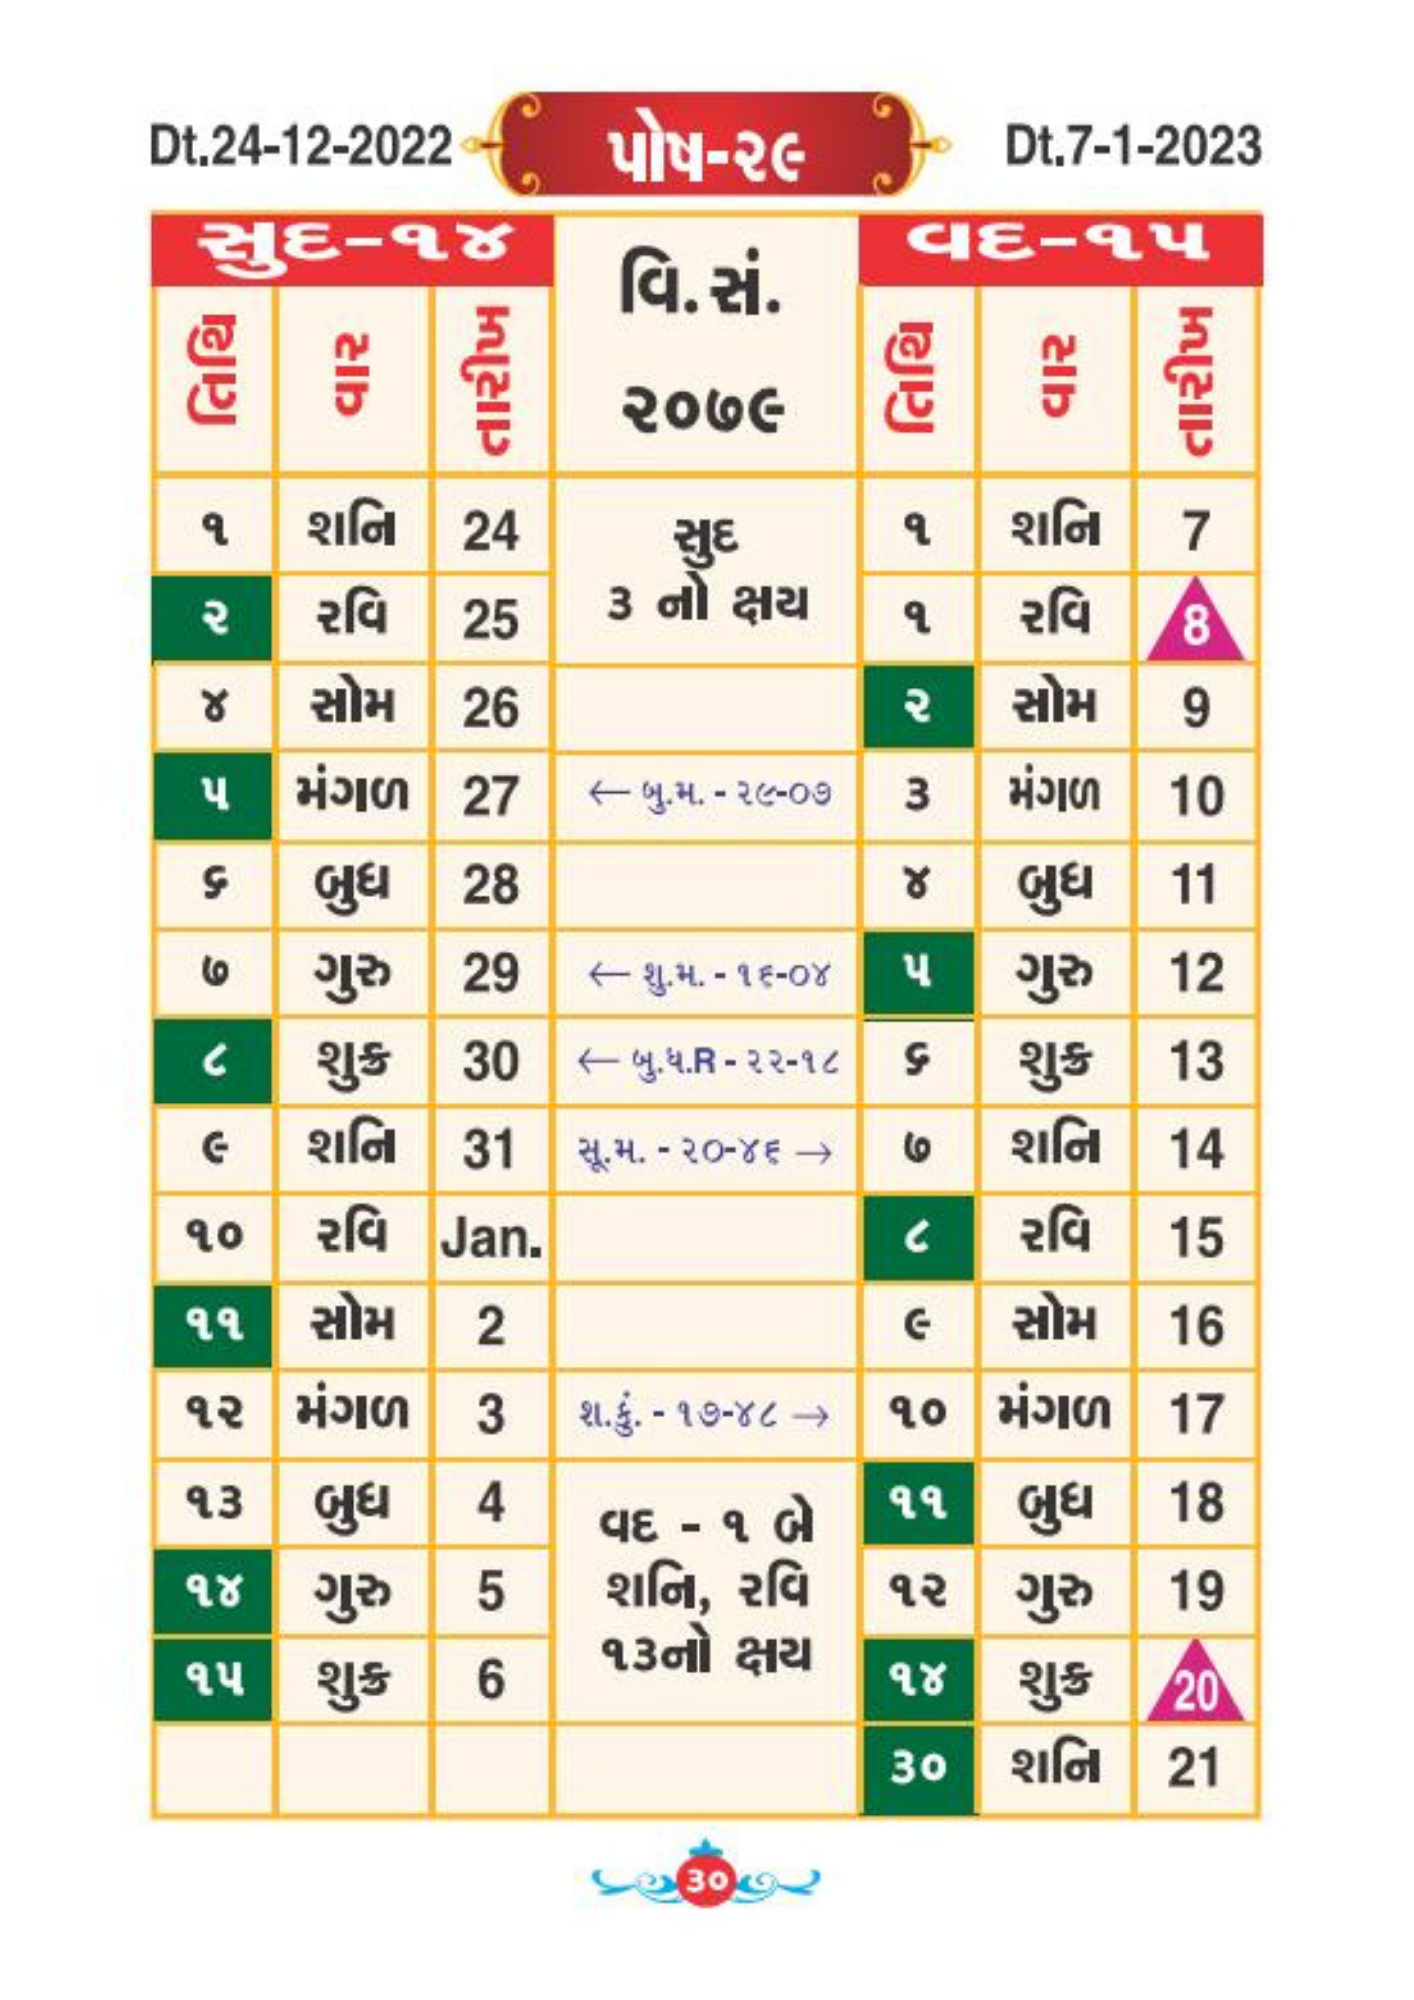 Dt.24-12-2022 પોષ-૨૯ Dt.7-1-2023
સુદ-૧૪ વિ.સં. વદ-૧૫
તિથિ વાર તારીખ ૨૦૭૯ તિથિ વાર તારીખ
૧ શનિ 24 સુદ ૧ શનિ 7
૨ રવિ 25 ૩ નો ક્ષય ૧ રવિ 8
૪ સોમ 26 ૨ સોમ 9
૫ મંગળ 27 ← બુ.મ. - ૨૯-૦૭ ૩ મંગળ 10
૬ બુધ 28 ૪ બુધ 11
૭ ગુરુ 29 ← શુ.મ. - ૧૬-૦૪ ૫ ગુરુ 12
૮ શુક્ર 30 ← બુ.ધ.R - ૨૨-૧૮ ૬ શુક્ર 13
૯ શનિ 31 સૂ.મ. - ૨૦-૪૬ → ૭ શનિ 14
૧૦ રવિ Jan. ૮ રવિ 15
૧૧ સોમ 2 ૯ સોમ 16
૧૨ મંગળ 3 શ.કું. - ૧૭-૪૮ → ૧૦ મંગળ 17
૧૩ બુધ 4 વદ - ૧ બે ૧૧ બુધ 18
૧૪ ગુરુ 5 શનિ, રવિ ૧૨ ગુરુ 19
૧૫ શુક્ર 6 ૧૩નો ક્ષય ૧૪ શુક્ર 20
૩૦ શનિ 21
૩૦